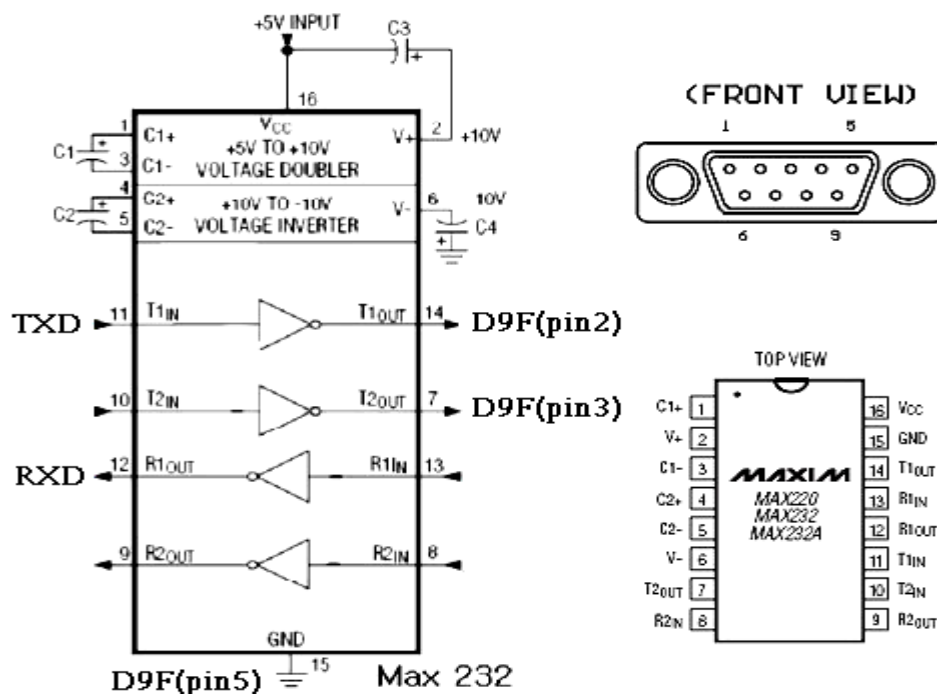 +5V INPUT
C3
+
16
VCC
1 C1+
C1 +
3 C1-
+5V TO +10V
VOLTAGE DOUBLER
V+ 2 +10V
4 C2+
C2 +
5 C2-
+10V TO -10V
VOLTAGE INVERTER
V- 6 10V
C4
+
TXD 11 T1IN T1OUT 14 D9F(pin2)
10 T2IN T2OUT 7 D9F(pin3)
RXD 12 R1OUT R1IN 13
9 R2OUT R2IN 8
GND
15
D9F(pin5)
Max 232
(FRONT VIEW)
1 5
6 9
TOP VIEW
C1+ 1 16 VCC
V+ 2 15 GND
C1- 3 14 T1OUT
C2+ 4 13 R1IN
C2- 5 12 R1OUT
V- 6 11 T1IN
T2OUT 7 10 T2IN
R2IN 8 9 R2OUT
MAXIM
MAX220
MAX232
MAX232A